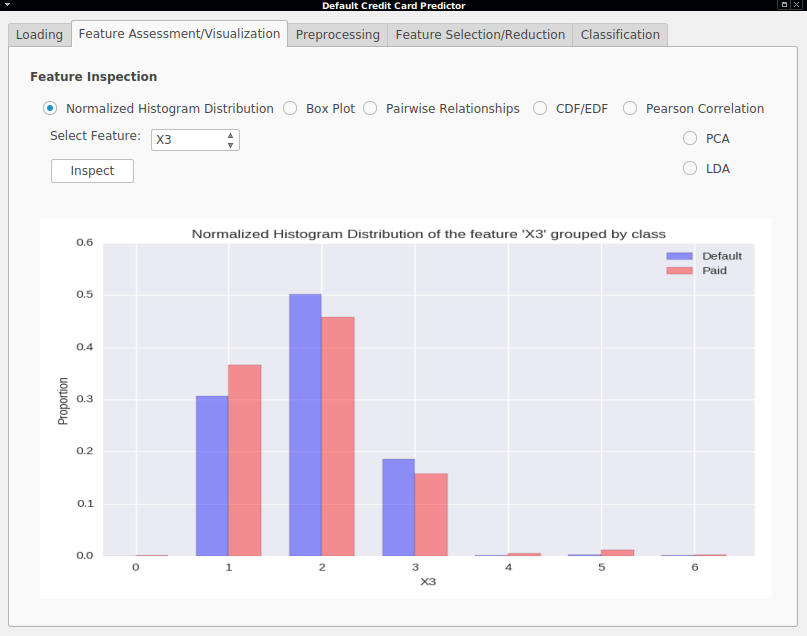 Default Credit Card Predictor
Loading Feature Assessment/Visualization Preprocessing Feature Selection/Reduction Classification
Feature Inspection
Normalized Histogram Distribution Box Plot Pairwise Relationships CDF/EDF Pearson Correlation
Select Feature: X3 PCA
Inspect LDA
Normalized Histogram Distribution of the feature 'X3' grouped by class
0.6
Default
Paid
0.5
0.4
0.3
0.2
0.1
0.0
Proportion
0 1 2 3 4 5 6
X3